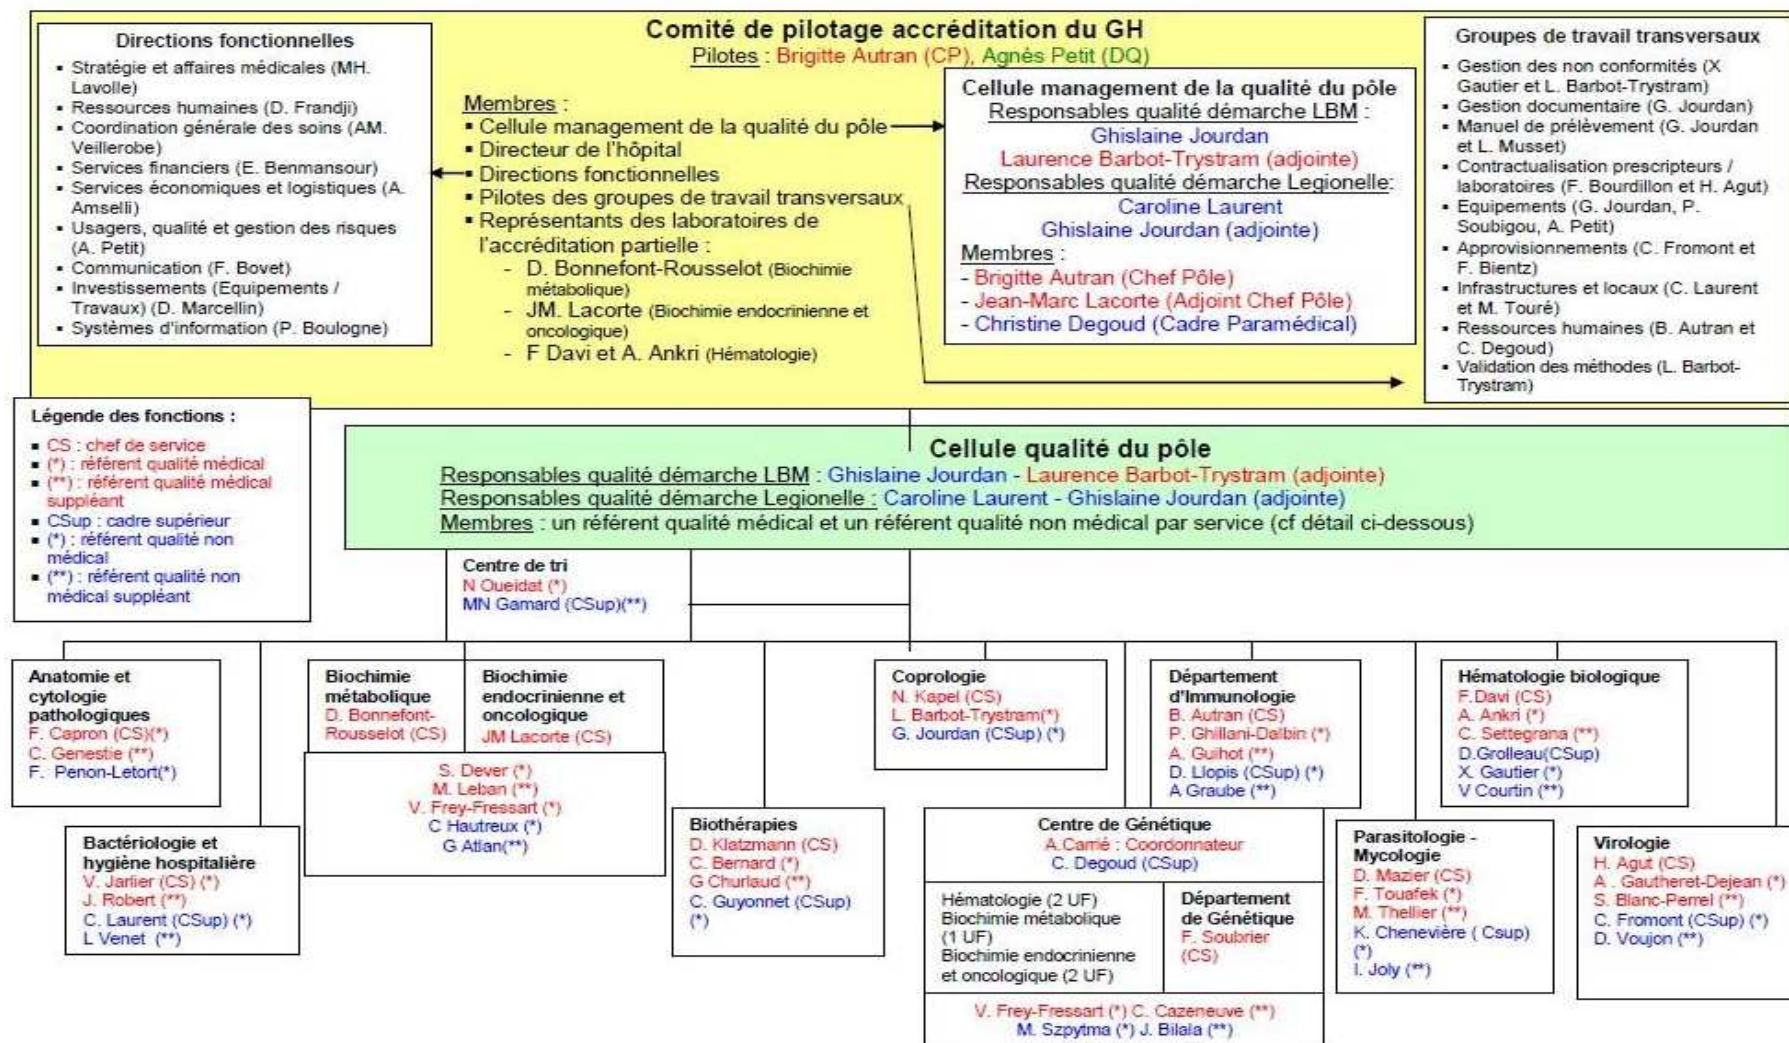 Comité de pilotage accréditation du GH
Pilotes : Brigitte Autran (CP), Agnès Petit (DQ)
Directions fonctionnelles
▪ Stratégie et affaires médicales (MH.
Lavolle)
▪ Ressources humaines (D. Frandji)
▪ Coordination générale des soins (AM.
Veillerobe)
▪ Services financiers (E. Benmansour)
▪ Services économiques et logistiques (A.
Amselli)
▪ Usagers, qualité et gestion des risques
(A. Petit)
▪ Communication (F. Bovet)
▪ Investissements (Equipements /
Travaux) (D. Marcellin)
▪ Systèmes d'information (P. Boulogne)
Membres :
▪ Cellule management de la qualité du pôle
▪ Directeur de l'hôpital
▪ Directions fonctionnelles
▪ Pilotes des groupes de travail transversaux
▪ Représentants des laboratoires de
l'accréditation partielle :
- D. Bonnefont-Rousselot (Biochimie
métabolique)
- JM. Lacorte (Biochimie endocrinienne et
oncologique)
- F Davi et A. Ankri (Hématologie)
Cellule management de la qualité du pôle
Responsables qualité démarche LBM :
Ghislaine Jourdan
Laurence Barbot-Trystram (adjointe)
Responsables qualité démarche Legionelle:
Caroline Laurent
Ghislaine Jourdan (adjointe)
Membres :
- Brigitte Autran (Chef Pôle)
- Jean-Marc Lacorte (Adjoint Chef Pôle)
- Christine Degoud (Cadre Paramédical)
Groupes de travail transversaux
▪ Gestion des non conformités (X
Gautier et L. Barbot-Trystram)
▪ Gestion documentaire (G. Jourdan)
▪ Manuel de prélèvement (G. Jourdan
et L. Musset)
▪ Contractualisation prescripteurs /
laboratoires (F. Bourdillon et H. Agut)
▪ Equipements (G. Jourdan, P.
Soubigou, A. Petit)
▪ Approvisionnements (C. Fromont et
F. Bientz)
▪ Infrastructures et locaux (C. Laurent
et M. Touré)
▪ Ressources humaines (B. Autran et
C. Degoud)
▪ Validation des méthodes (L. Barbot-
Trystram)
Légende des fonctions :
▪ CS : chef de service
▪ (*) : référent qualité médical
▪ (**) : référent qualité médical
suppléant
▪ CSup : cadre supérieur
▪ (*) : référent qualité non
médical
▪ (**) : référent qualité non
médical suppléant
Cellule qualité du pôle
Responsables qualité démarche LBM : Ghislaine Jourdan - Laurence Barbot-Trystram (adjointe)
Responsables qualité démarche Legionelle : Caroline Laurent - Ghislaine Jourdan (adjointe)
Membres : un référent qualité médical et un référent qualité non médical par service (cf détail ci-dessous)
Centre de tri
N Oueidat (*)
MN Gamard (CSup)(**)
Anatomie et
cytologie
pathologiques
F. Capron (CS)(*)
C. Genestie (**)
F. Penon-Letort(*)
Bactériologie et
hygiène hospitalière
V. Jarlier (CS) (*)
J. Robert (**)
C. Laurent (CSup) (*)
L Venet (**)
Biochimie
métabolique
D. Bonnefont-
Rousselot (CS)
Biochimie
endocrinienne et
oncologique
JM Lacorte (CS)
S. Dever (*)
M. Leban (**)
V. Frey-Fressart (*)
C Hautreux (*)
G Atlan(**)
Biothérapies
D. Klatzmann (CS)
C. Bernard (*)
G Churlaud (**)
C. Guyonnet (CSup)
(*)
Coprologie
N. Kapel (CS)
L. Barbot-Trystram(*)
G. Jourdan (CSup) (*)
Centre de Génétique
A.Carrié : Coordonnateur
C. Degoud (CSup)
Hématologie (2 UF)
Biochimie métabolique
(1 UF)
Biochimie endocrinienne
et oncologique (2 UF)
Département
de Génétique
F. Soubrier
(CS)
V. Frey-Fressart (*) C. Cazeneuve (**)
M. Szpytma (*) J. Bilala (**)
Département
d'Immunologie
B. Autran (CS)
P. Ghillani-Dalbin (*)
A. Guihot (**)
D. Llopis (CSup) (*)
A Graube (**)
Parasitologie -
Mycologie
D. Mazier (CS)
F. Touafek (*)
M. Thellier (**)
K. Chenevière ( Csup)
(*)
I. Joly (**)
Hématologie biologique
F.Davi (CS)
A. Ankri (*)
C. Settegrana (**)
D.Grolleau(CSup)
X. Gautier (*)
V Courtin (**)
Virologie
H. Agut (CS)
A . Gautheret-Dejean (*)
S. Blanc-Perrel (**)
C. Fromont (CSup) (*)
D. Voujon (**)